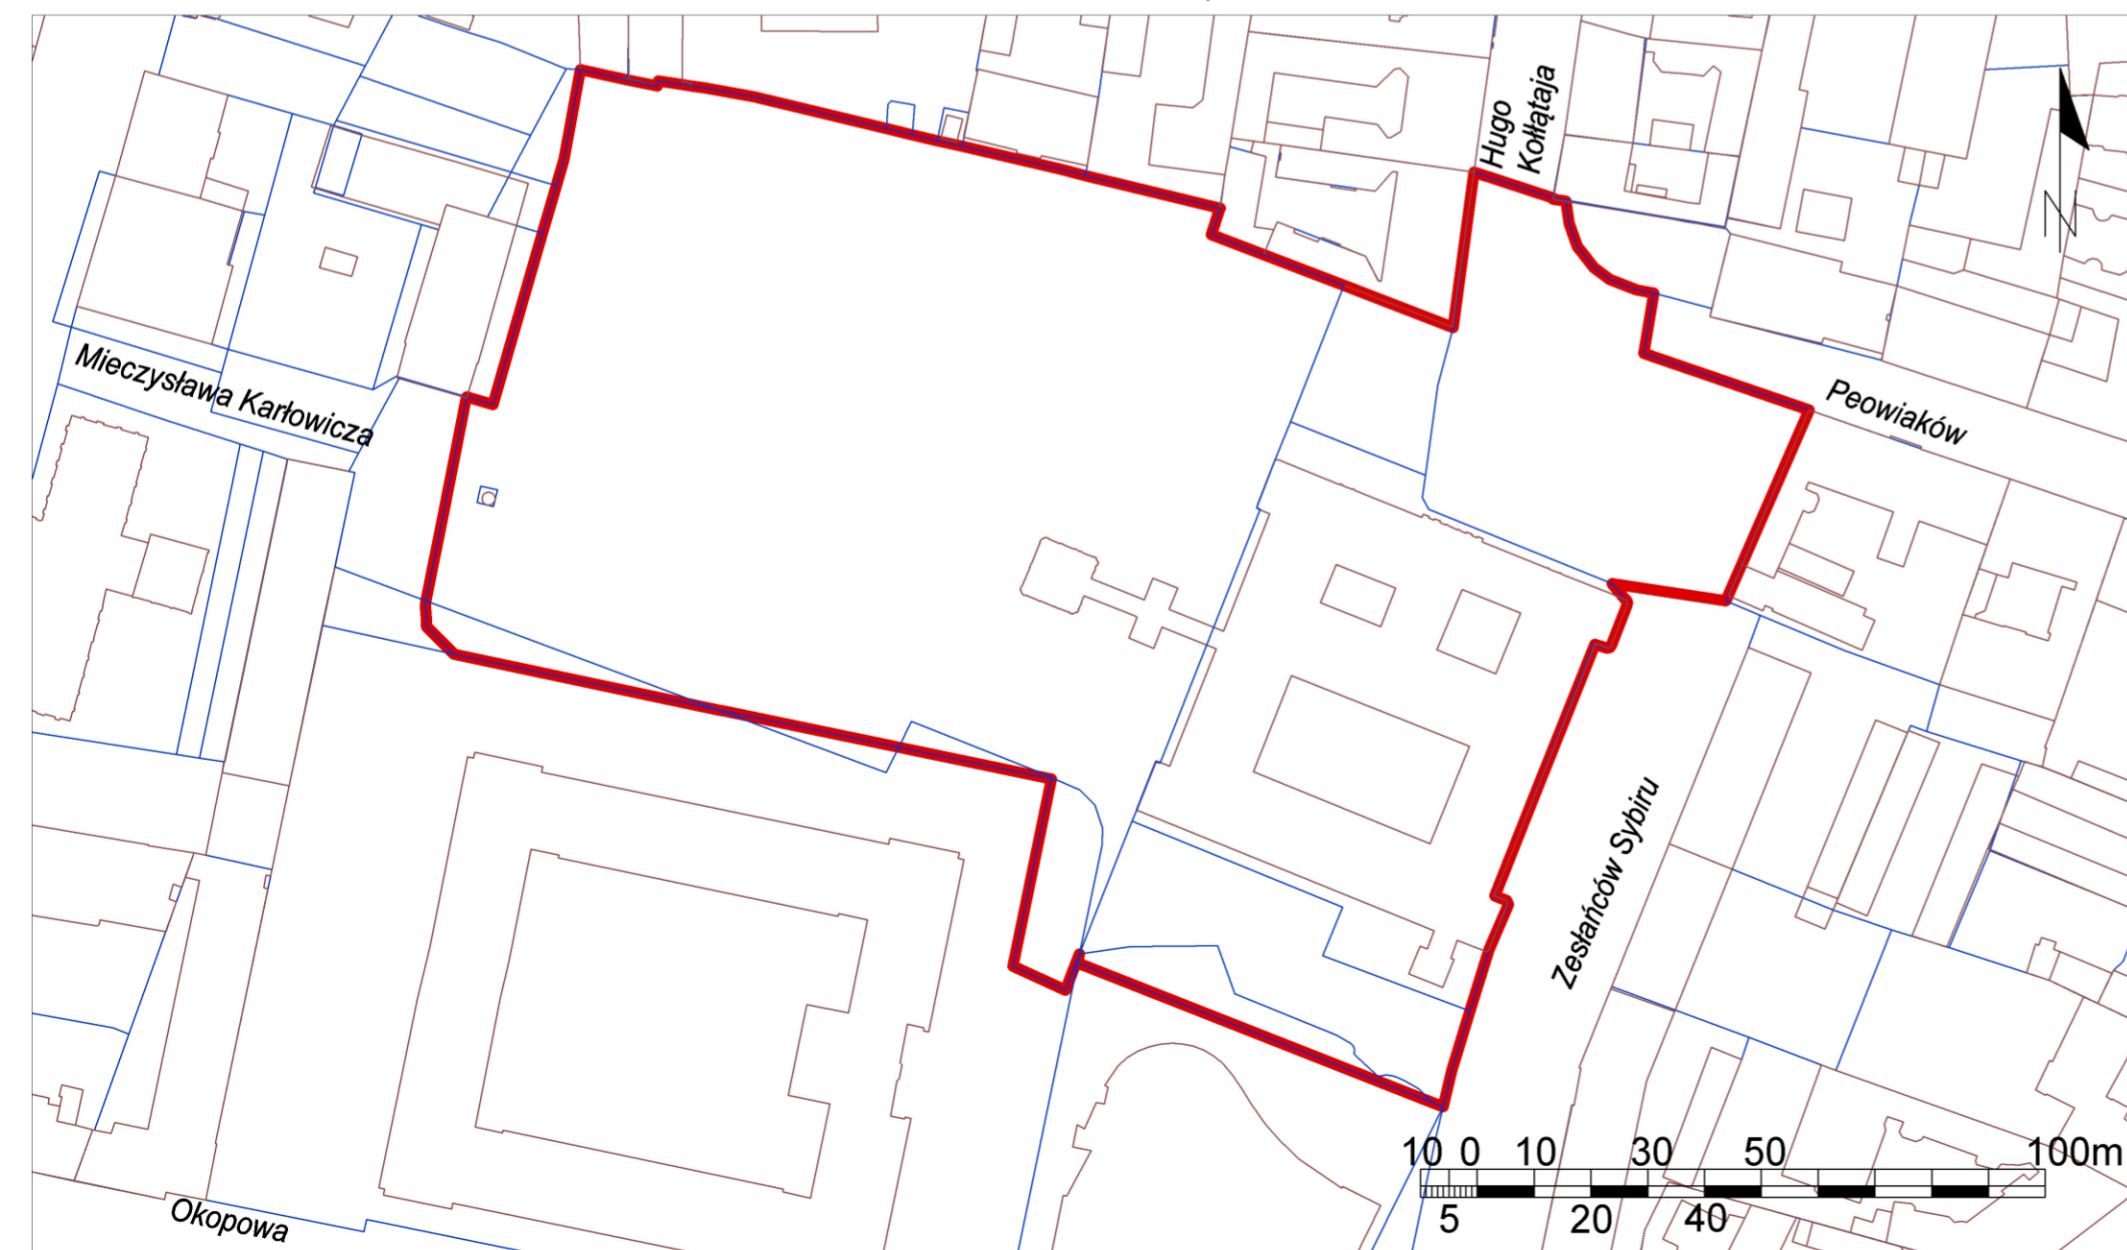 Hugo
Kołłątaja
N
Mieczysława Karłowicza
Peowiaków
Zesłańców Sybiru
10 0 10 30 50 100m
5 20 40
Okopowa